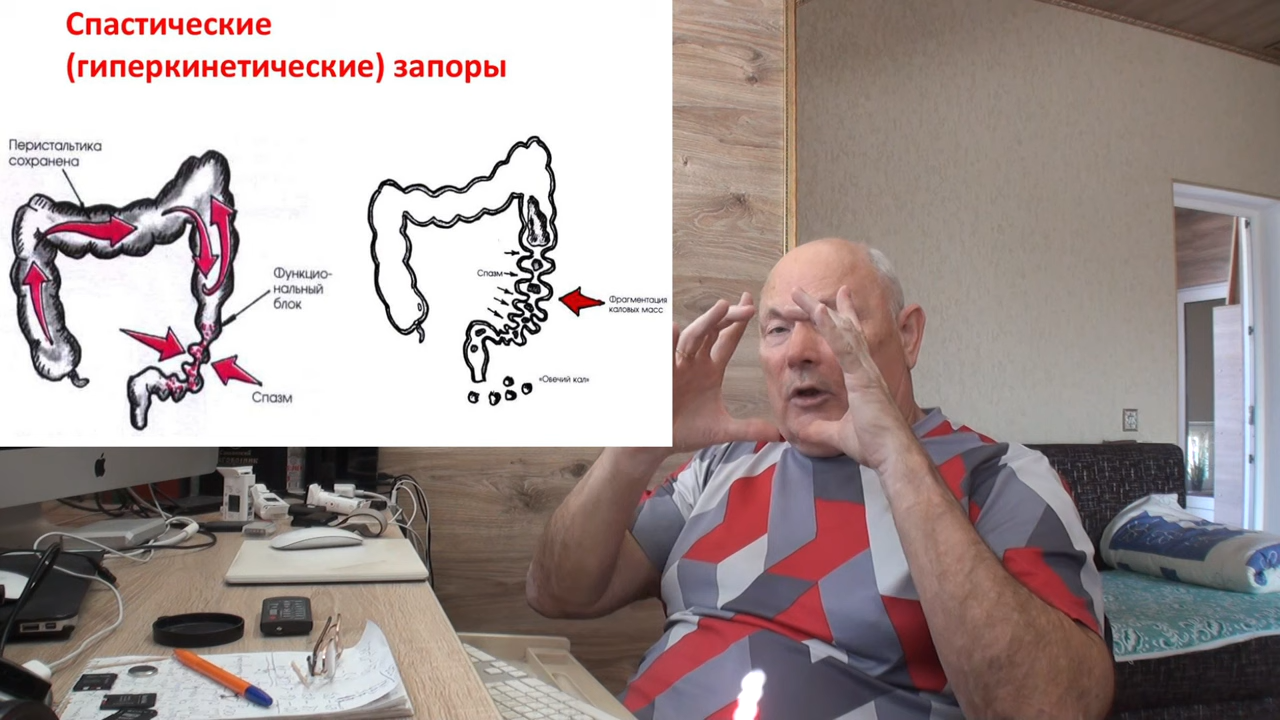 Спастические
(гиперкинетические) запоры
Перистальтика
сохранена
Функцио-
нальный
блок
Спазм
Спазм
Фрагментация
каловых масс
«Овечий кал»